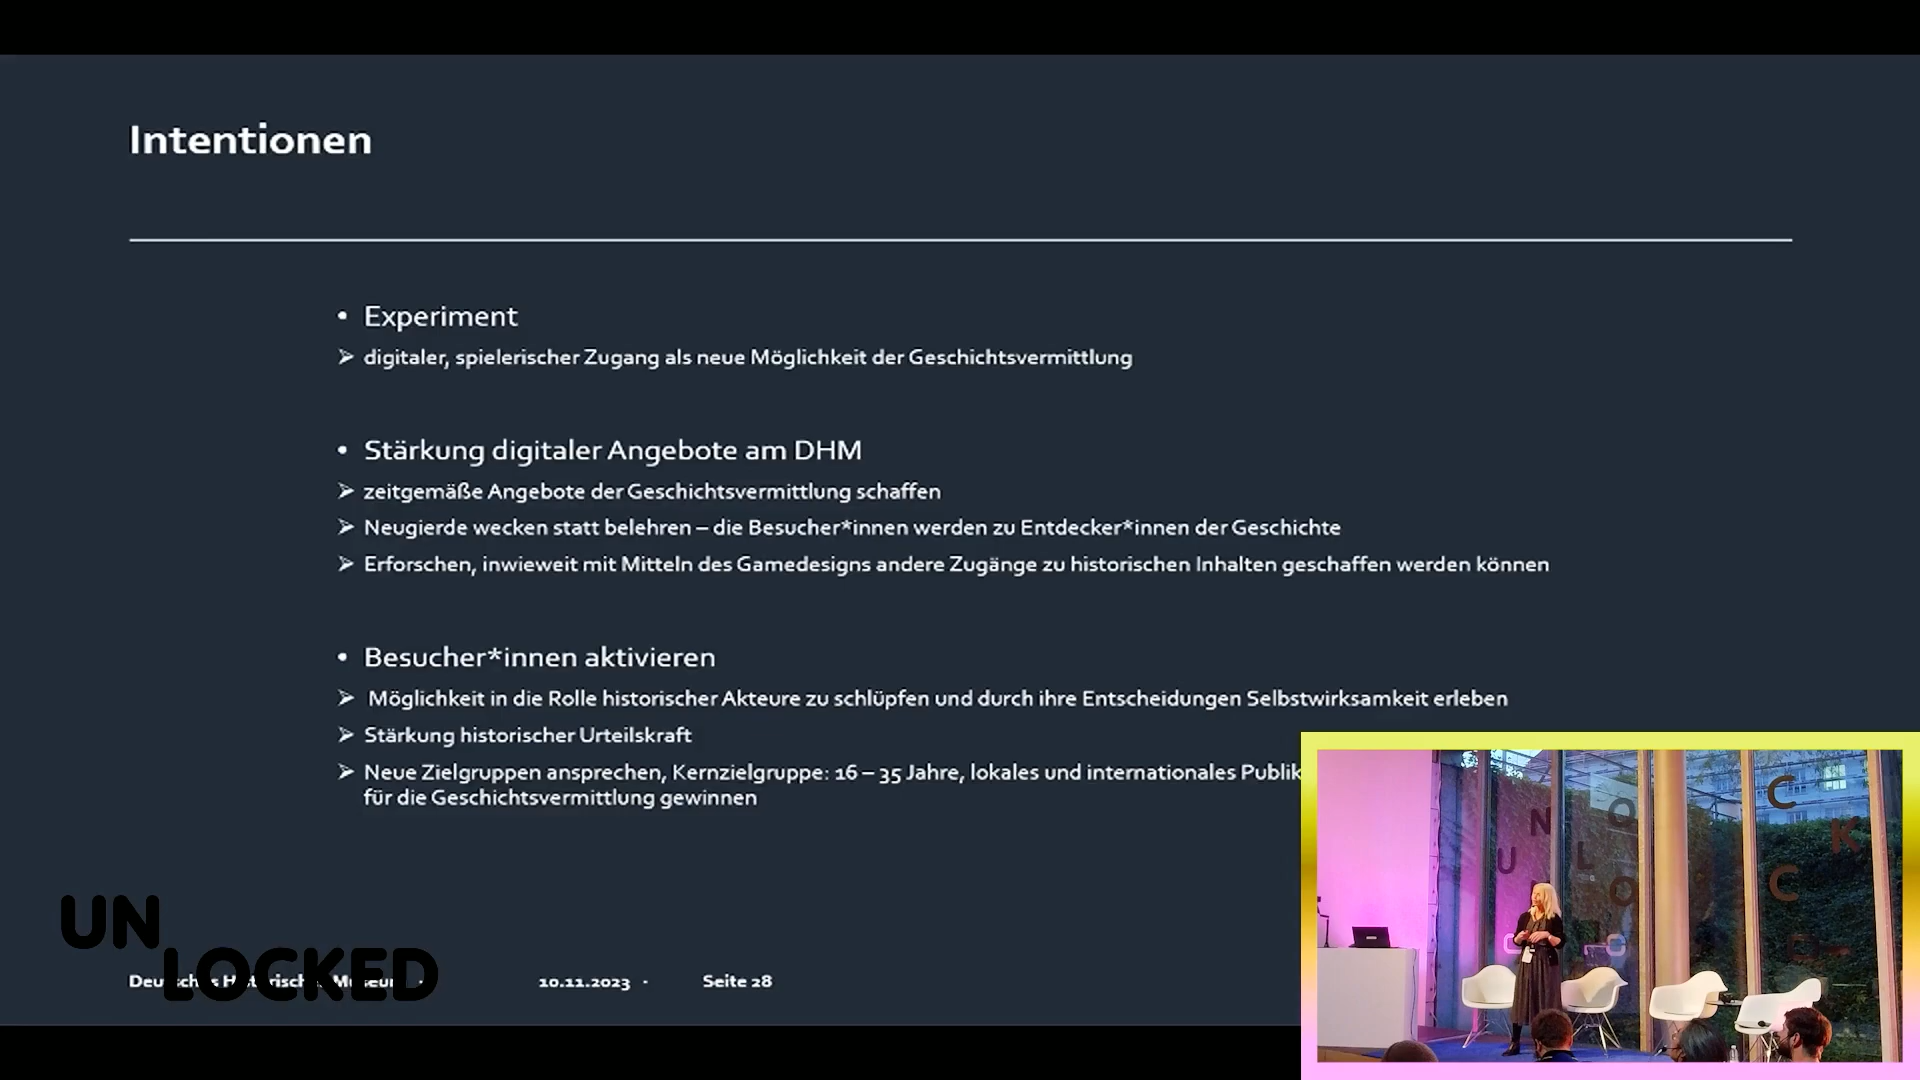 Intentionen
• Experiment
➢ digitaler, spielerischer Zugang als neue Möglichkeit der Geschichtsvermittlung
• Stärkung digitaler Angebote am DHM
➢ zeitgemäße Angebote der Geschichtsvermittlung schaffen
➢ Neugierde wecken statt belehren – die Besucher*innen werden zu Entdecker*innen der Geschichte
➢ Erforschen, inwieweit mit Mitteln des Gamedesigns andere Zugänge zu historischen Inhalten geschaffen werden können
• Besucher*innen aktivieren
➢ Möglichkeit in die Rolle historischer Akteure zu schlüpfen und durch ihre Entscheidungen Selbstwirksamkeit erleben
➢ Stärkung historischer Urteilskraft
➢ Neue Zielgruppen ansprechen, Kernzielgruppe: 16 – 35 Jahre, lokales und internationales
für die Geschichtsvermittlung gewinnen
UN
LOCKED
10.11.2023 · Seite 28
UN
LO
C
K
C